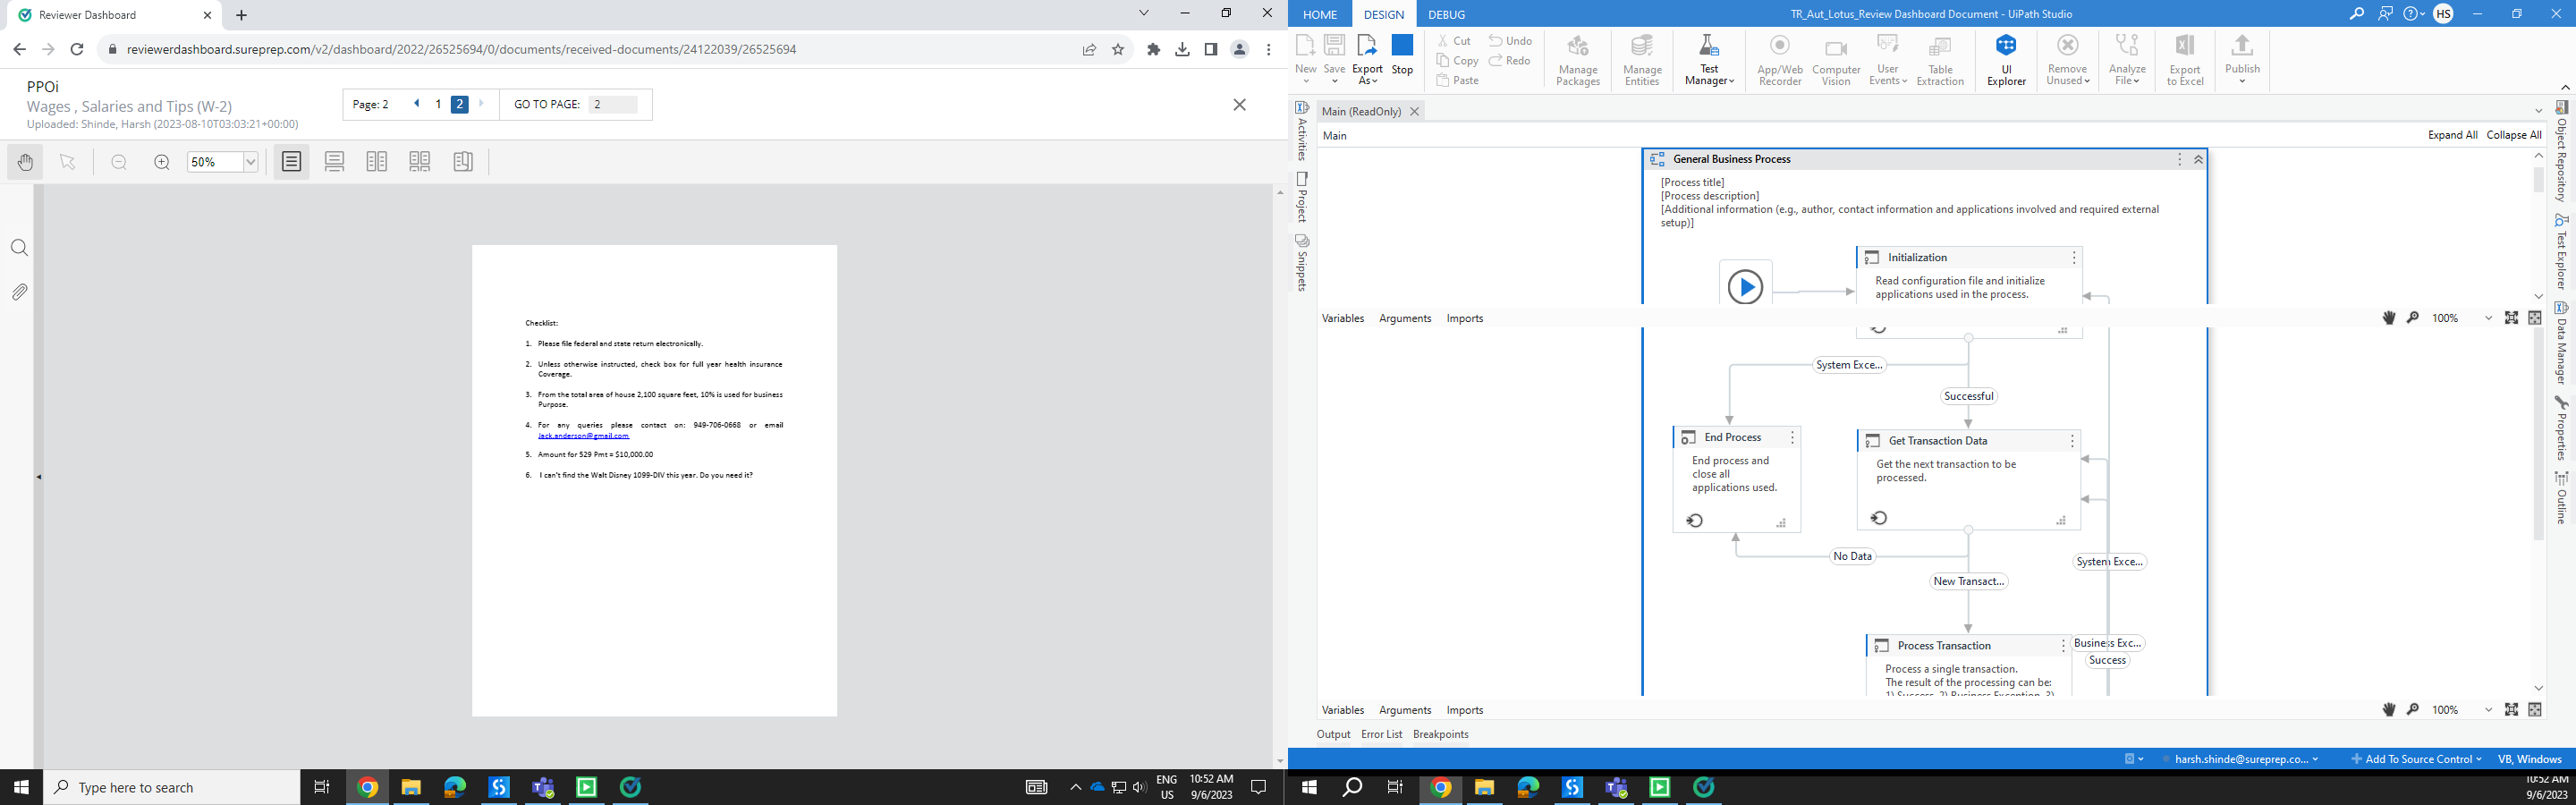 Reviewer Dashboard
reviewerdashboard.sureprep.com/v2/dashboard/2022/26525694/0/documents/received-documents/24122039/26525694
PPOi
Wages , Salaries and Tips (W-2)
Uploaded: Shinde, Harsh (2023-08-10T03:03:21+00:00)
Page: 2
1
2
GO TO PAGE:
2
50%
Checklist:
1. Please file federal and state return electronically.
2. Unless otherwise instructed, check box for full year health insurance
Coverage.
3. From the total area of house 2,100 square feet, 10% is used for business
Purpose.
4. For any queries please contact on: 949-706-0668 or email
Jack.anderson@gmail.com
5. Amount for 529 Pmt = $10,000.00
6. I can't find the Walt Disney 1099-DIV this year. Do you need it?
Type here to search
ENG
US
10:52 AM
9/6/2023
HOME
DESIGN
DEBUG
TR_Aut_Lotus_Review Dashboard Document - UiPath Studio
HS
New
Save
Export
As
Stop
Cut
Copy
Paste
Undo
Redo
Manage
Packages
Manage
Entities
Test
Manager
App/Web
Recorder
Computer
Vision
User
Events
Table
Extraction
UI
Explorer
Remove
Unused
Analyze
File
Export
to Excel
Publish
Activities
Project
Snippets
Main (ReadOnly)
Main
Expand All
Collapse All
General Business Process
[Process title]
[Process description]
[Additional information (e.g., author, contact information and applications involved and required external
setup)]
Initialization
Read configuration file and initialize
applications used in the process.
Variables
Arguments
Imports
100%
System Exce...
Successful
End Process
End process and
close all
applications used.
Get Transaction Data
Get the next transaction to be
processed.
No Data
New Transact...
System Exce...
Process Transaction
Process a single transaction.
The result of the processing can be:
1) Success, 2) Business Exception, 3)
Business Exc...
Success
Variables
Arguments
Imports
100%
Output
Error List
Breakpoints
Object Repository
Test Explorer
Data Manager
Properties
Outline
harsh.shinde@sureprep.co...
Add To Source Control
VB, Windows
10:52 AM
9/6/2023